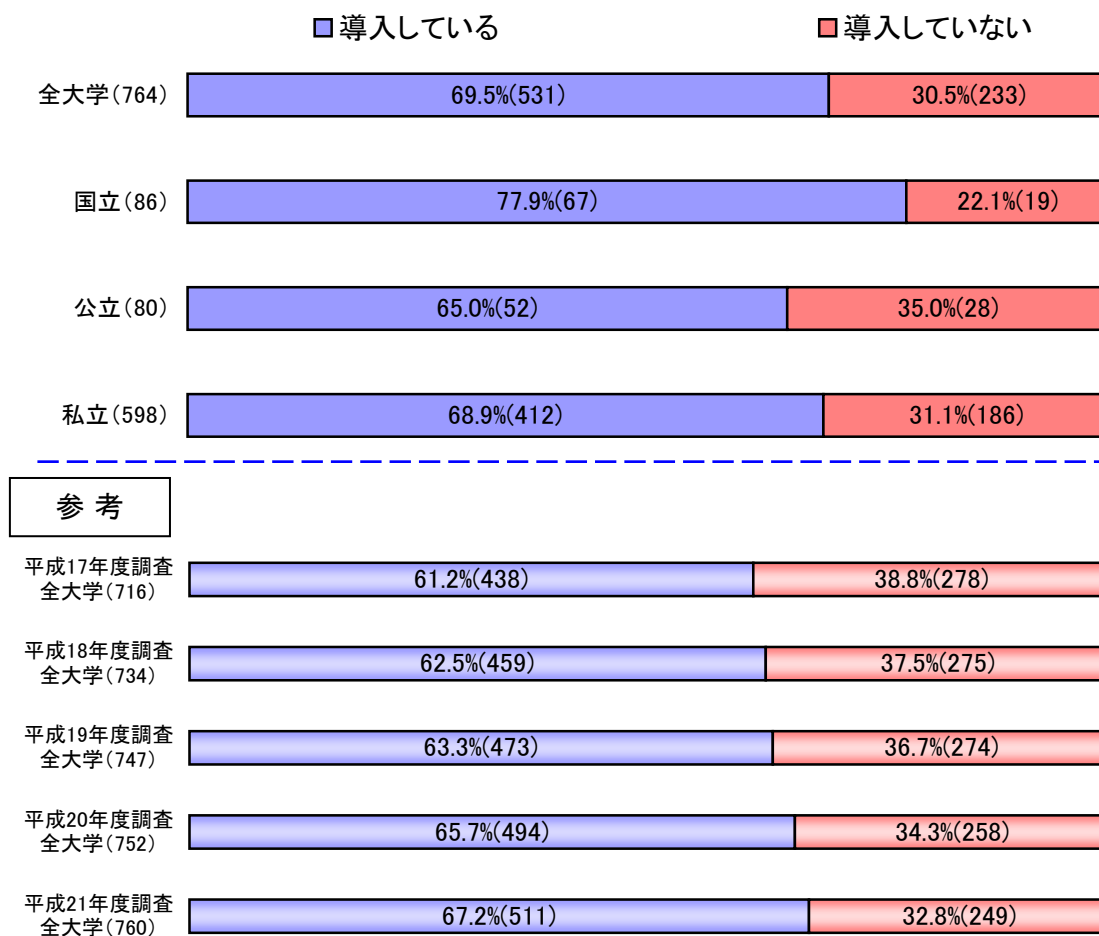 導入している 導入していない
全大学(764) 69.5%(531) 30.5%(233)
国立(86) 77.9%(67) 22.1%(19)
公立(80) 65.0%(52) 35.0%(28)
私立(598) 68.9%(412) 31.1%(186)
参 考
平成17年度調査
全大学(716) 61.2%(438) 38.8%(278)
平成18年度調査
全大学(734) 62.5%(459) 37.5%(275)
平成19年度調査
全大学(747) 63.3%(473) 36.7%(274)
平成20年度調査
全大学(752) 65.7%(494) 34.3%(258)
平成21年度調査
全大学(760) 67.2%(511) 32.8%(249)